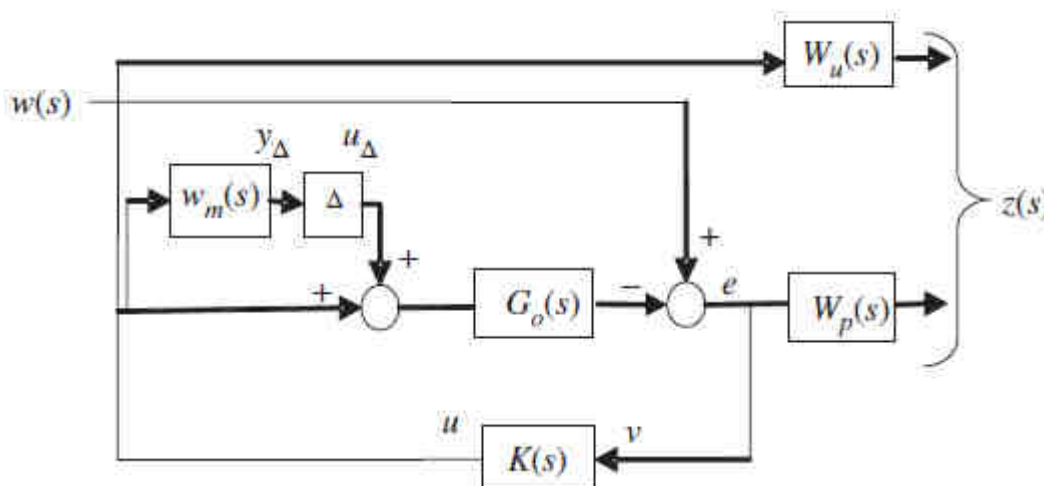 W_u(s)
w(s)
y_Δ u_Δ
w_m(s) Δ
z(s)
+ +
+ − e
G_o(s) W_p(s)
u v
K(s)